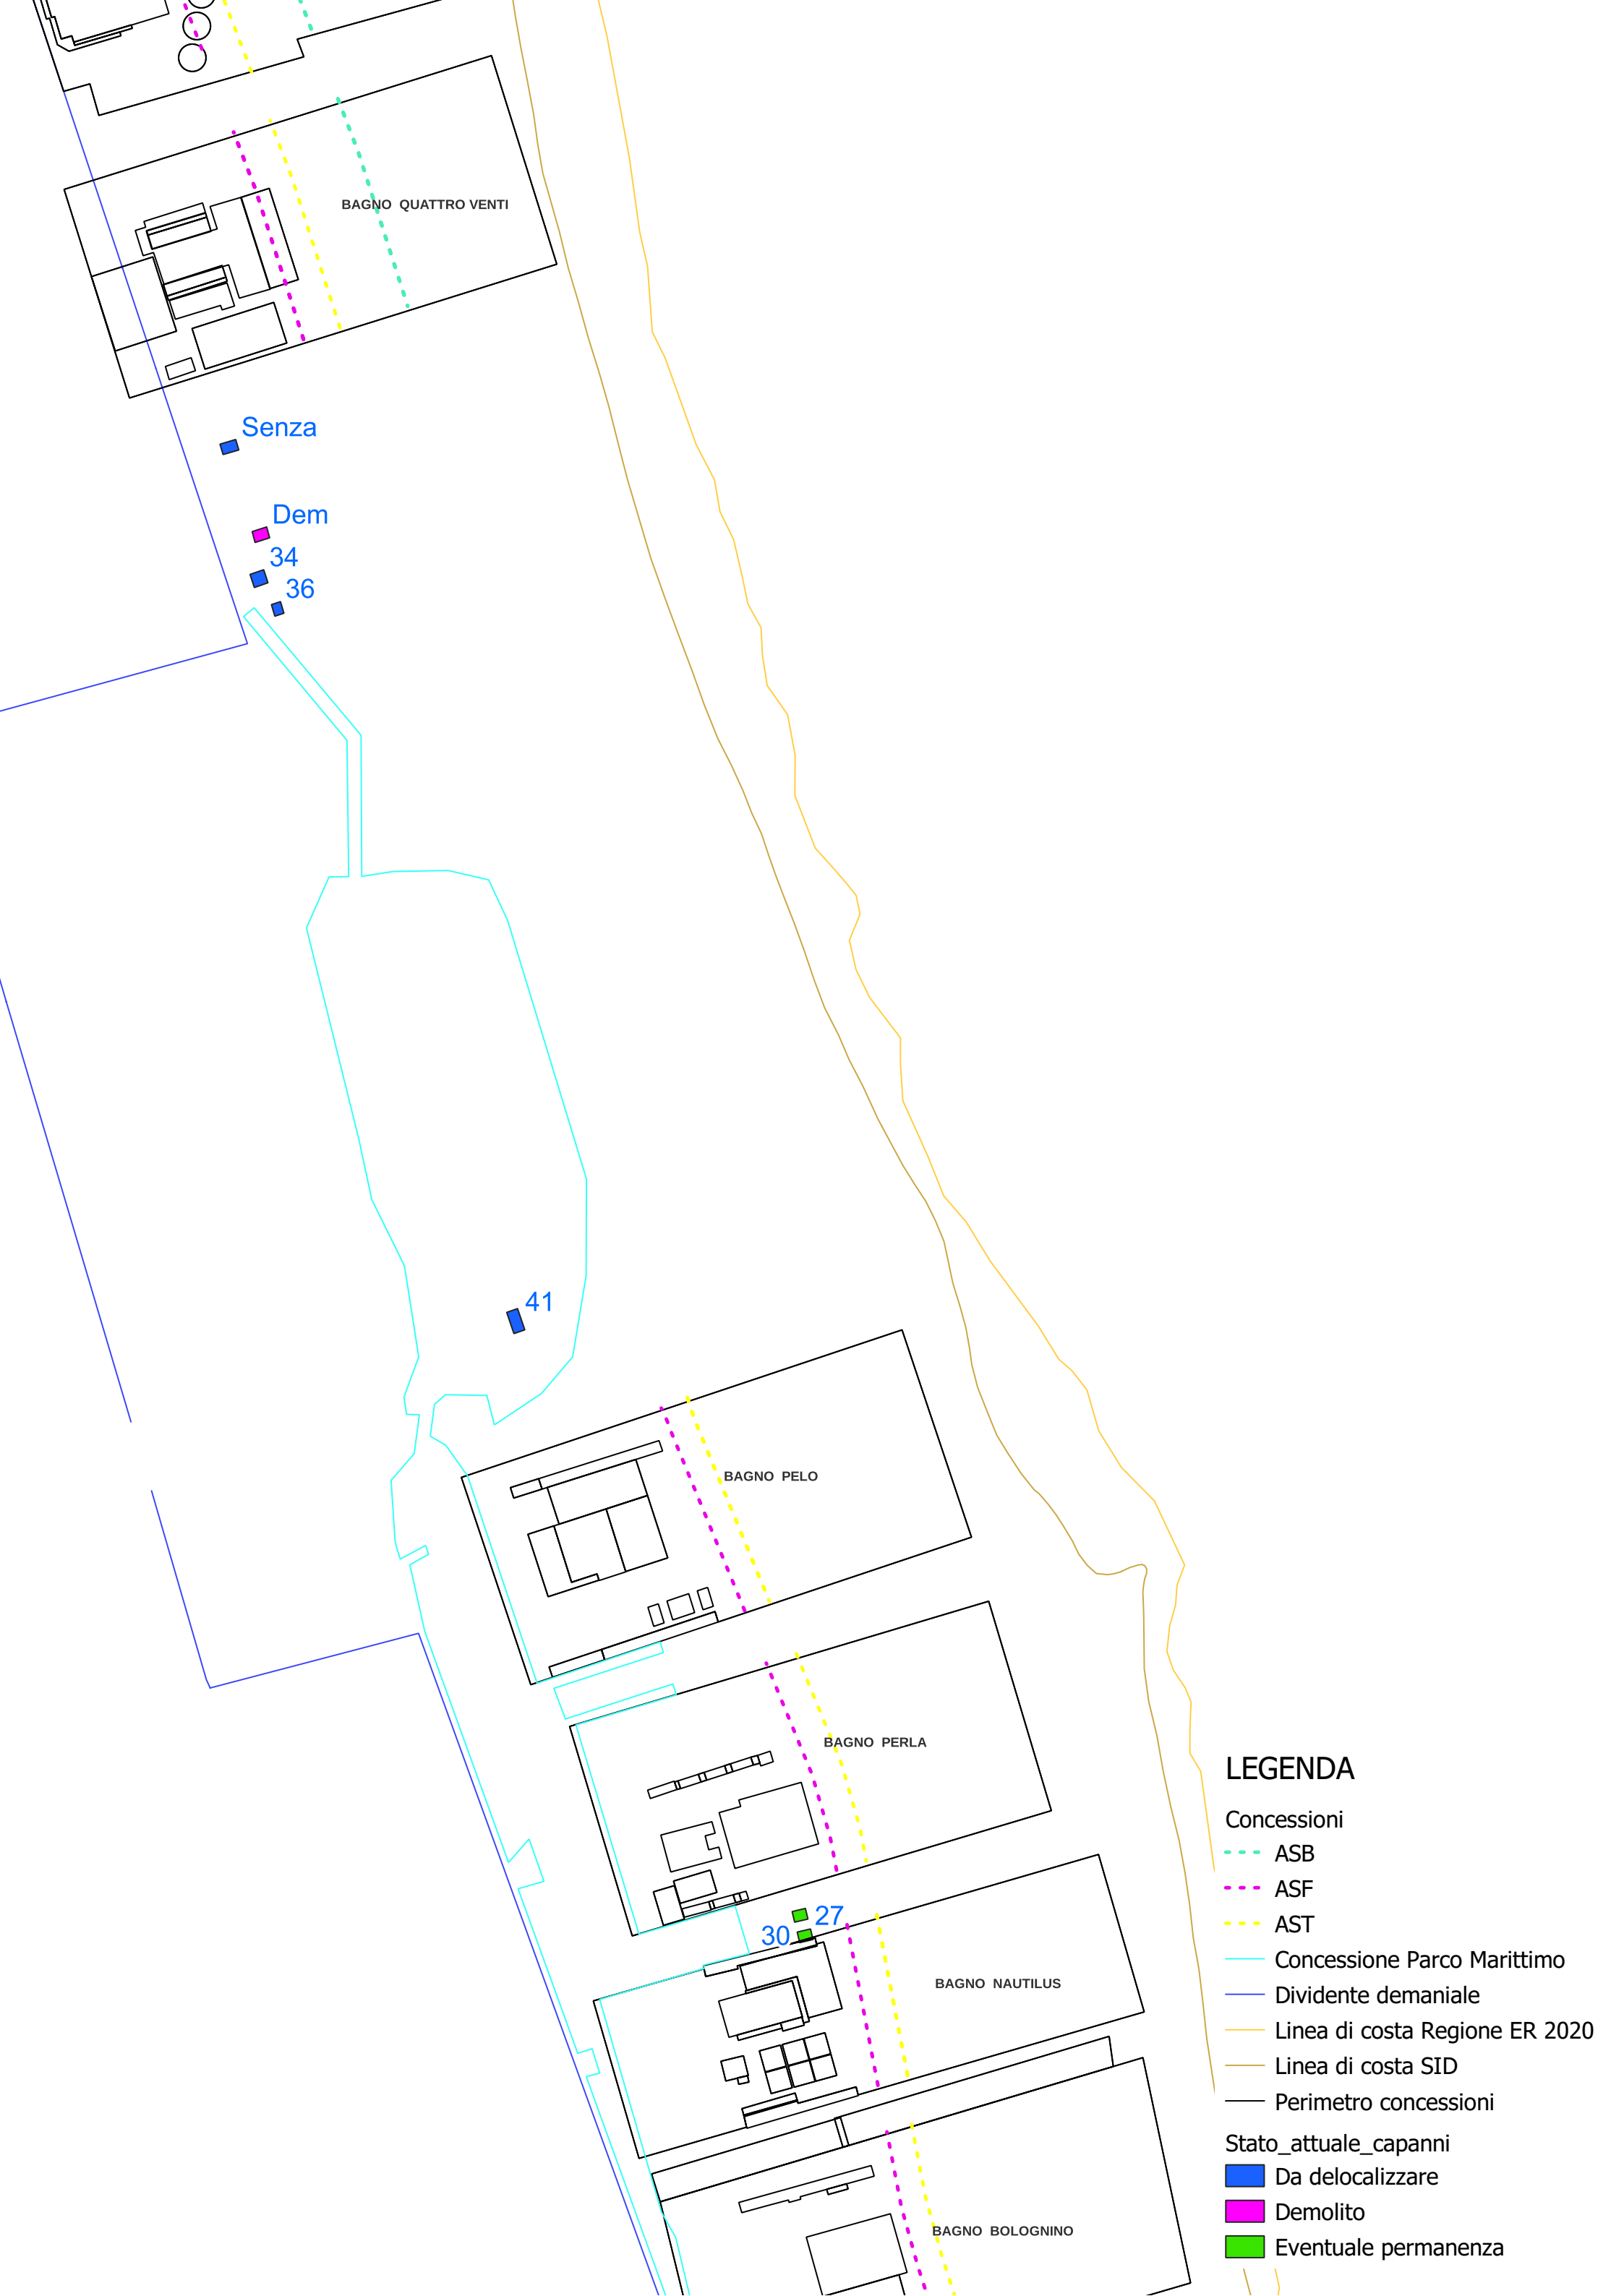 BAGNO QUATTRO VENTI
Senza
Dem
34
36
41
BAGNO PELO
BAGNO PERLA
27
30
BAGNO NAUTILUS
BAGNO BOLOGNINO
LEGENDA
Concessioni
ASB
ASF
AST
Concessione Parco Marittimo
Dividente demaniale
Linea di costa Regione ER 2020
Linea di costa SID
Perimetro concessioni
Stato_attuale_capanni
Da delocalizzare
Demolito
Eventuale permanenza